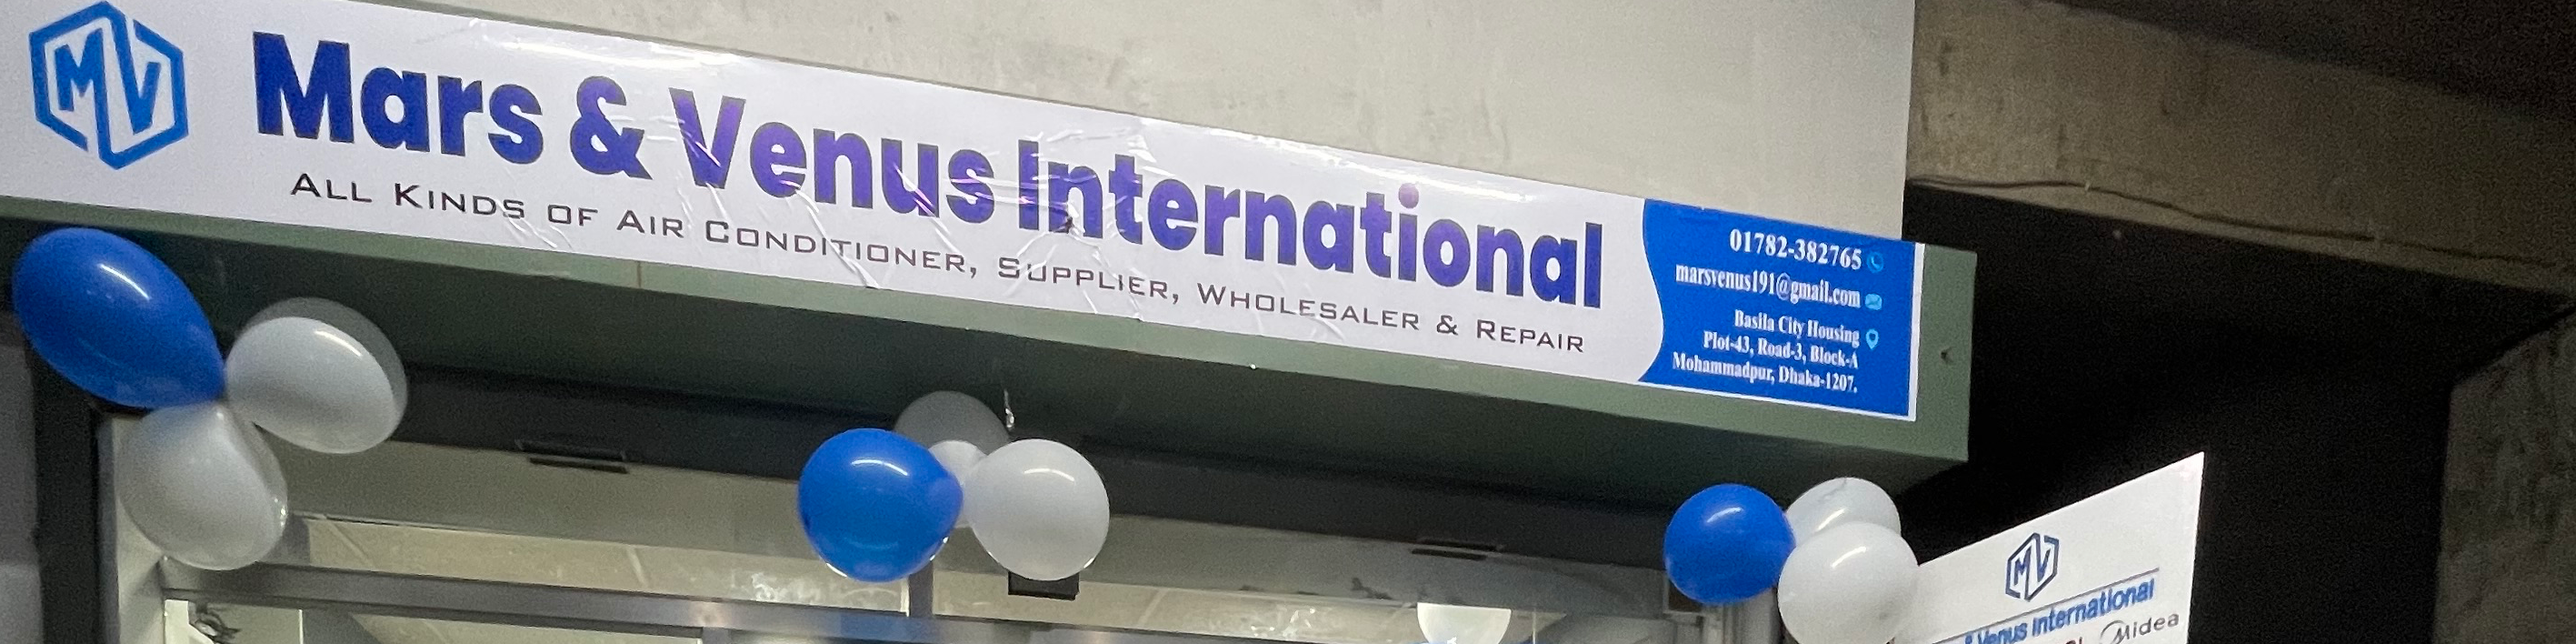 MV
Mars & Venus International
ALL KINDS OF AIR CONDITIONER, SUPPLIER, WHOLESALER & REPAIR
01782-382765
marsvenus191@gmail.com
Basila City Housing
Plot-43, Road-3, Block-A
Mohammadpur, Dhaka-1207.
MV
& Venus International
Midea